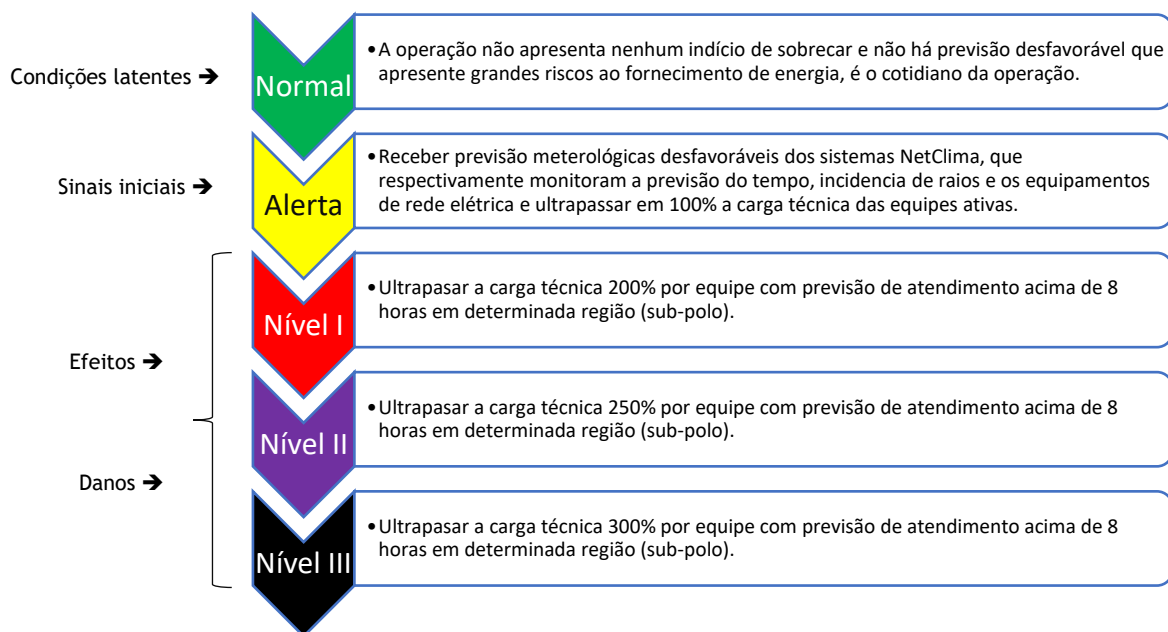 Condições latentes ➔
Normal
•A operação não apresenta nenhum indício de sobrecar e não há previsão desfavorável que
apresente grandes riscos ao fornecimento de energia, é o cotidiano da operação.
Sinais iniciais ➔
Alerta
•Receber previsão meterológicas desfavoráveis dos sistemas NetClima, que
respectivamente monitoram a previsão do tempo, incidencia de raios e os equipamentos
de rede elétrica e ultrapassar em 100% a carga técnica das equipes ativas.
Efeitos ➔
Nível I
•Ultrapasar a carga técnica 200% por equipe com previsão de atendimento acima de 8
horas em determinada região (sub-polo).
Nível II
•Ultrapasar a carga técnica 250% por equipe com previsão de atendimento acima de 8
horas em determinada região (sub-polo).
Danos ➔
Nível III
•Ultrapasar a carga técnica 300% por equipe com previsão de atendimento acima de 8
horas em determinada região (sub-polo).